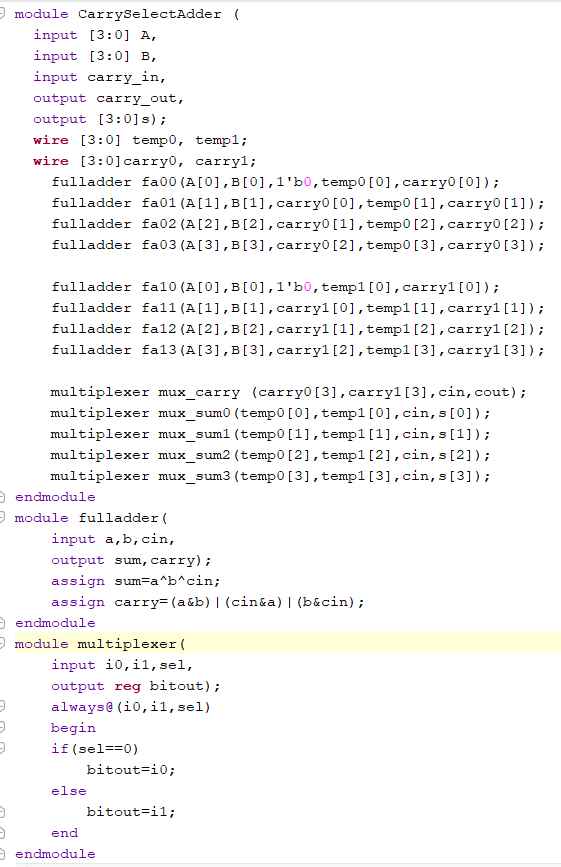 module CarrySelectAdder (
input [3:0] A,
input [3:0] B,
input carry_in,
output carry_out,
output [3:0]s);
wire [3:0] temp0, temp1;
wire [3:0]carry0, carry1;
fulladder fa00(A[0],B[0],1'b0,temp0[0],carry0[0]);
fulladder fa01(A[1],B[1],carry0[0],temp0[1],carry0[1]);
fulladder fa02(A[2],B[2],carry0[1],temp0[2],carry0[2]);
fulladder fa03(A[3],B[3],carry0[2],temp0[3],carry0[3]);
fulladder fa10(A[0],B[0],1'b0,temp1[0],carry1[0]);
fulladder fa11(A[1],B[1],carry1[0],temp1[1],carry1[1]);
fulladder fa12(A[2],B[2],carry1[1],temp1[2],carry1[2]);
fulladder fa13(A[3],B[3],carry1[2],temp1[3],carry1[3]);
multiplexer mux_carry (carry0[3],carry1[3],cin,cout);
multiplexer mux_sum0(temp0[0],temp1[0],cin,s[0]);
multiplexer mux_sum1(temp0[1],temp1[1],cin,s[1]);
multiplexer mux_sum2(temp0[2],temp1[2],cin,s[2]);
multiplexer mux_sum3(temp0[3],temp1[3],cin,s[3]);
endmodule
module fulladder(
input a,b,cin,
output sum,carry);
assign sum=a^b^cin;
assign carry=(a&b)|(cin&a)|(b&cin);
endmodule
module multiplexer(
input i0,i1,sel,
output reg bitout);
always@(i0,i1,sel)
begin
if(sel==0)
bitout=i0;
else
bitout=i1;
end
endmodule